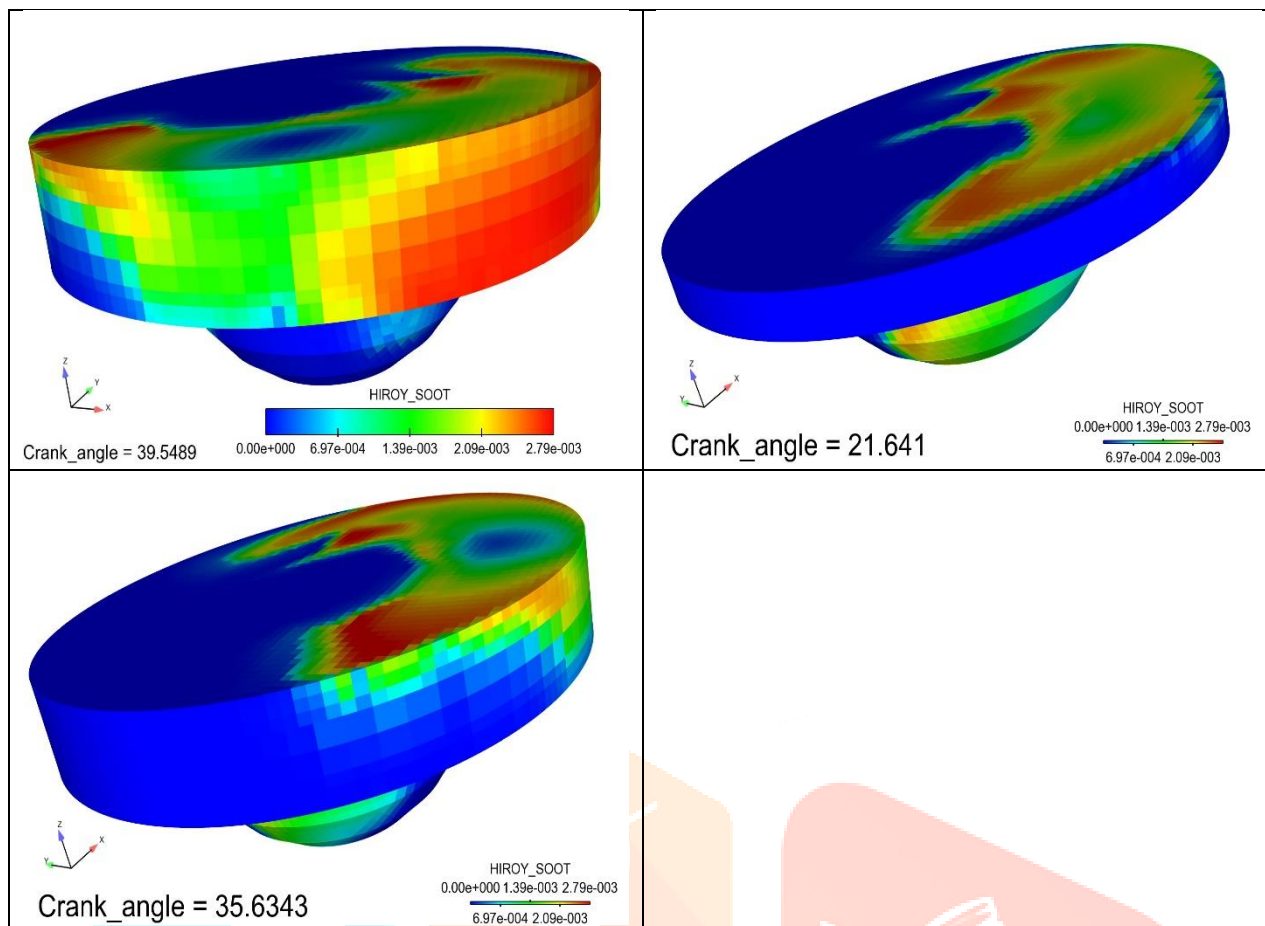 Z
Y
X
HIROY_SOOT
0.00e+000 6.97e-004 1.39e-003 2.09e-003 2.79e-003
Crank_angle = 39.5489
Z
X
Y
HIROY_SOOT
0.00e+000 1.39e-003 2.79e-003
6.97e-004 2.09e-003
Crank_angle = 21.641
Z
X
Y
HIROY_SOOT
0.00e+000 1.39e-003 2.79e-003
6.97e-004 2.09e-003
Crank_angle = 35.6343